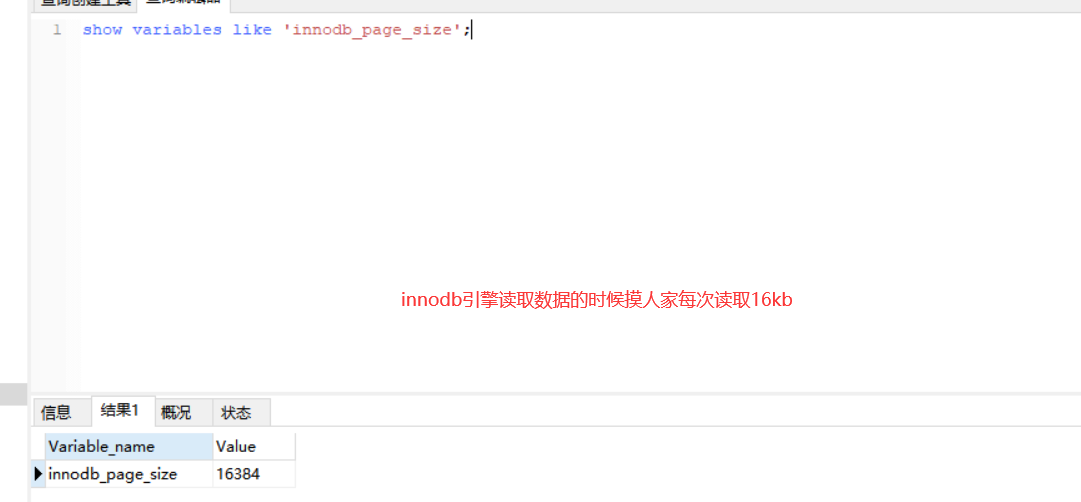 1 show variables like 'innodb_page_size';
innodb引擎读取数据的时候摸人家每次读取16kb
信息 结果1 概况 状态
Variable_name Value
innodb_page_size 16384